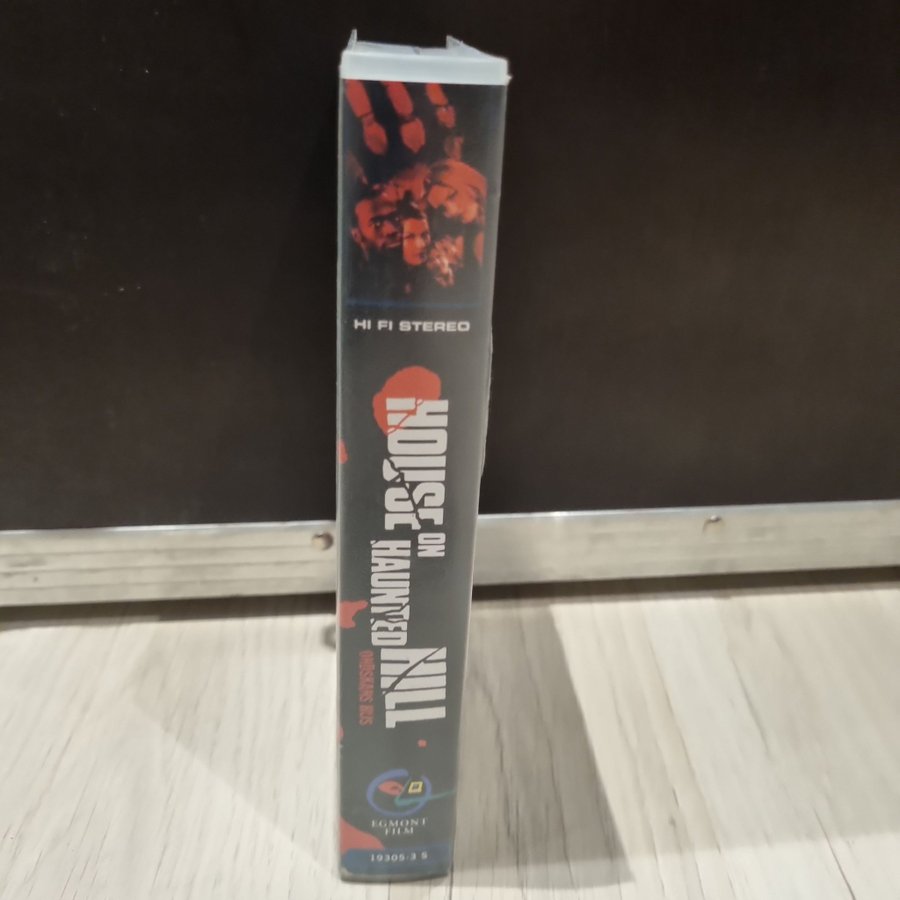 HI FI STEREO
HOUSE ON
HAUNTED HILL
EGMONT
FILM
19305-3 S